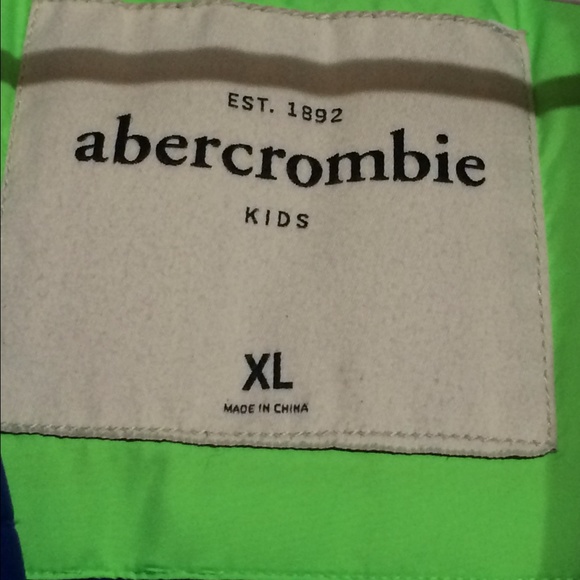 EST. 1892
abercrombie
KIDS
XL
MADE IN CHINA